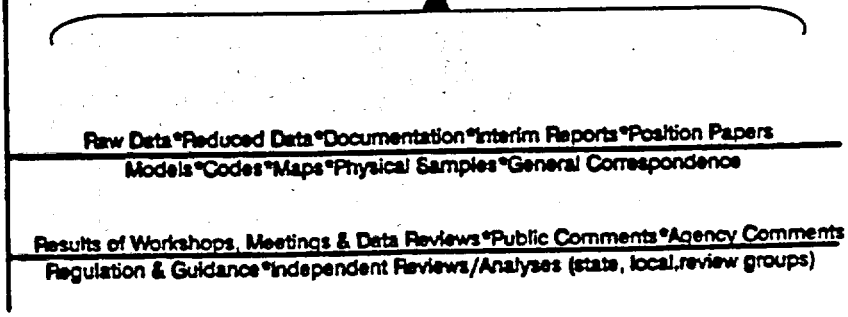 Raw Data*Reduced Data*Documentation*Interim Reports*Position Papers
Models*Codes*Maps*Physical Samples*General Correspondence
Results of Workshops, Meetings & Data Reviews*Public Comments*Agency Comments
Regulation & Guidance*Independent Reviews/Analyses (state, local,review groups)